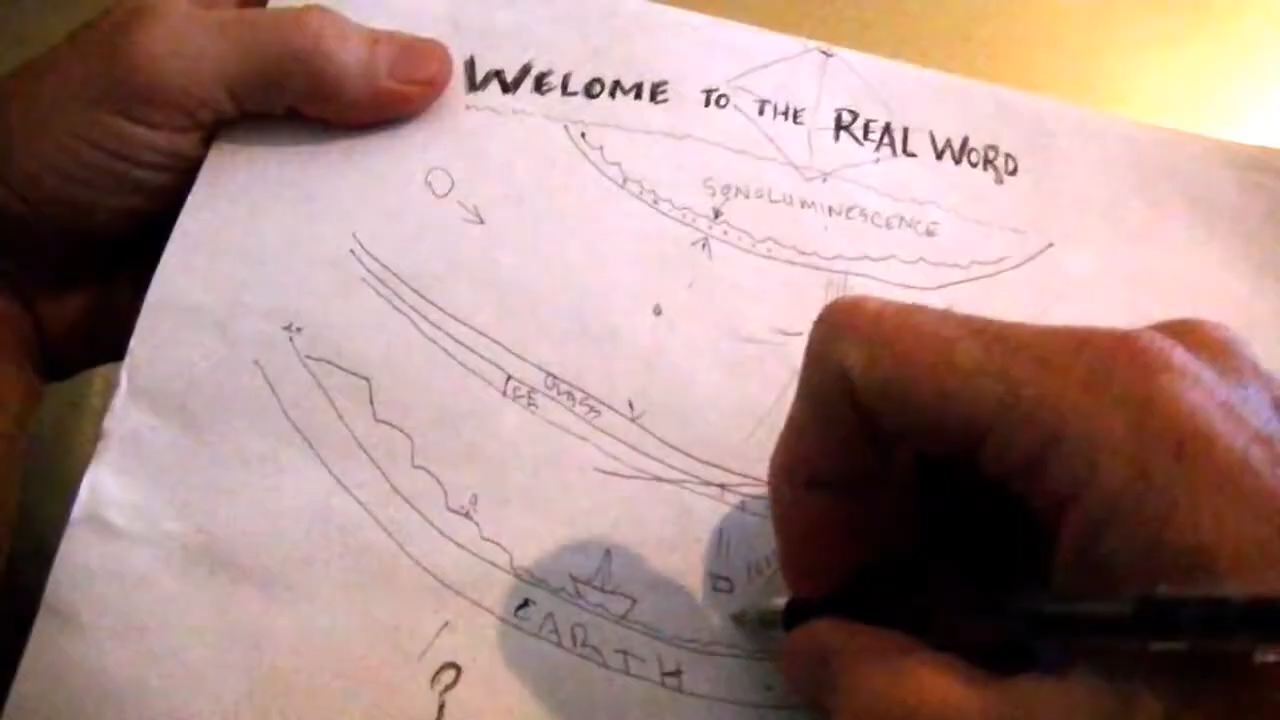 WELOME TO THE REAL WORD
SONOLUMINESCENCE
GLASS
ICE
EARTH
?